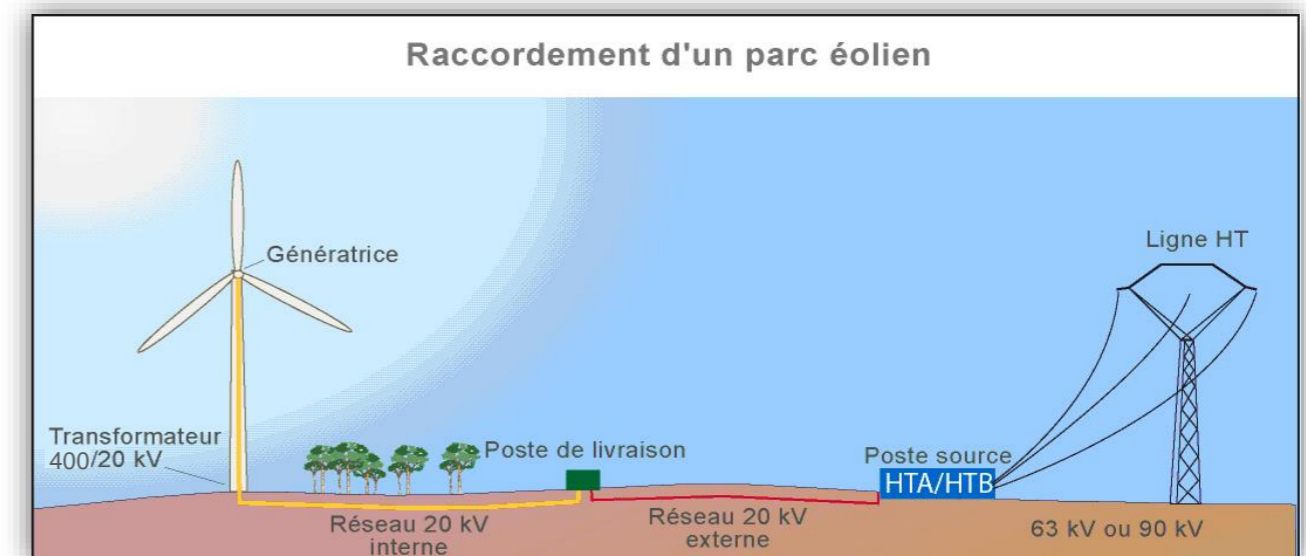 Raccordement d'un parc éolien
Génératrice
Ligne HT
Transformateur
400/20 kV
Poste de livraison
Poste source
HTA/HTB
Réseau 20 kV
interne
Réseau 20 kV
externe
63 kV ou 90 kV